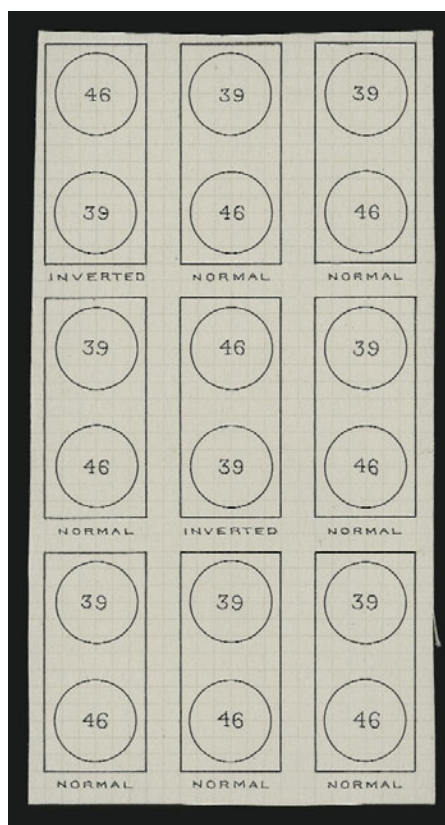 46 39 39
39 46 46
INVERTED NORMAL NORMAL
39 46 39
46 39 46
NORMAL INVERTED NORMAL
39 39 39
46 46 46
NORMAL NORMAL NORMAL